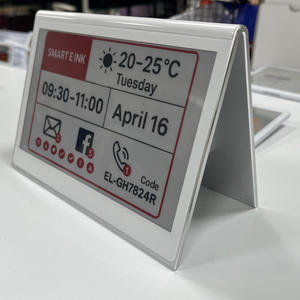 SMART E INK
20-25°C
Tuesday
09:30-11:00
April 16
Code
EL-GH7824R